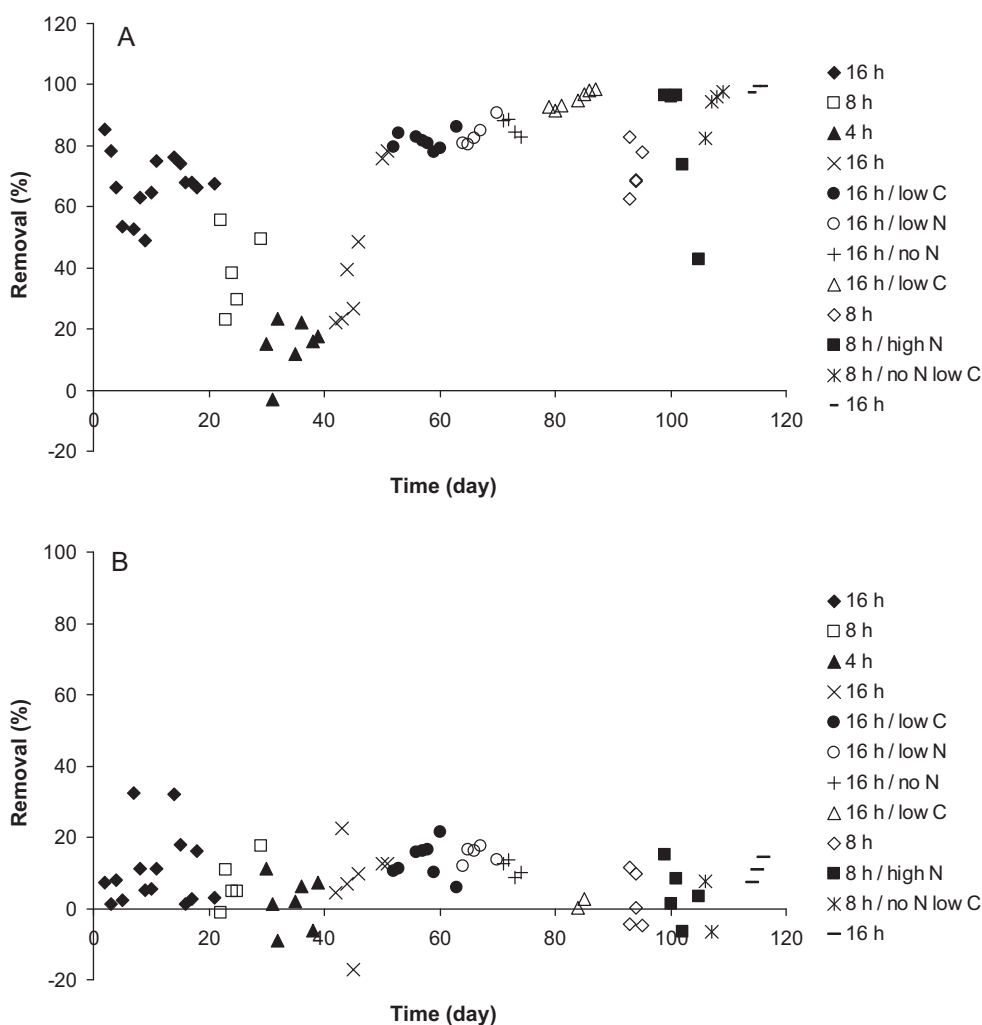 A
120
100
80
60
40
20
0
-20
Removal (%)
0 20 40 60 80 100 120
Time (day)
16 h
8 h
4 h
16 h
16 h / low C
16 h / low N
16 h / no N
16 h / low C
8 h
8 h / high N
8 h / no N low C
16 h
B
100
80
60
40
20
0
-20
Removal (%)
0 20 40 60 80 100 120
Time (day)
16 h
8 h
4 h
16 h
16 h / low C
16 h / low N
16 h / no N
16 h / low C
8 h
8 h / high N
8 h / no N low C
16 h